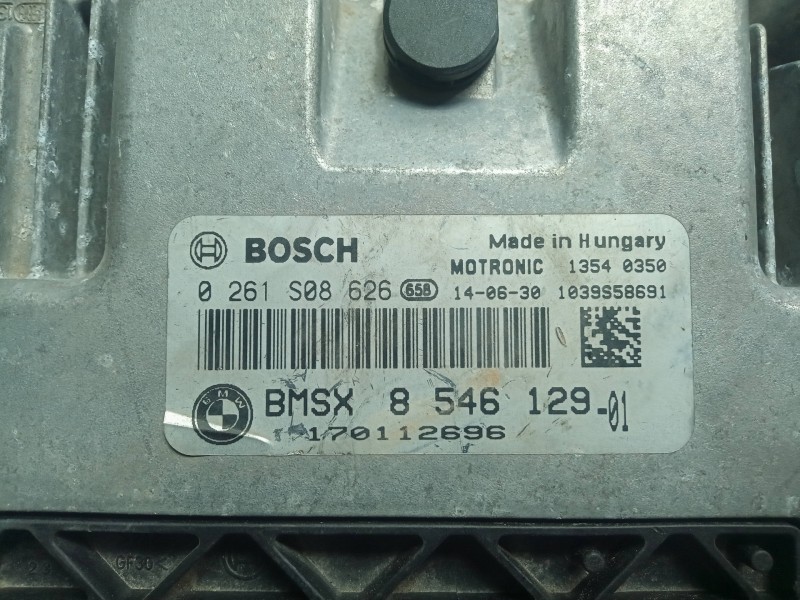 BOSCH
Made in Hungary
MOTRONIC 1354 0350
0 261 S08 626 658 14-06-30 1039S58691
BMW
BMSX 8 546 129-01
170112696